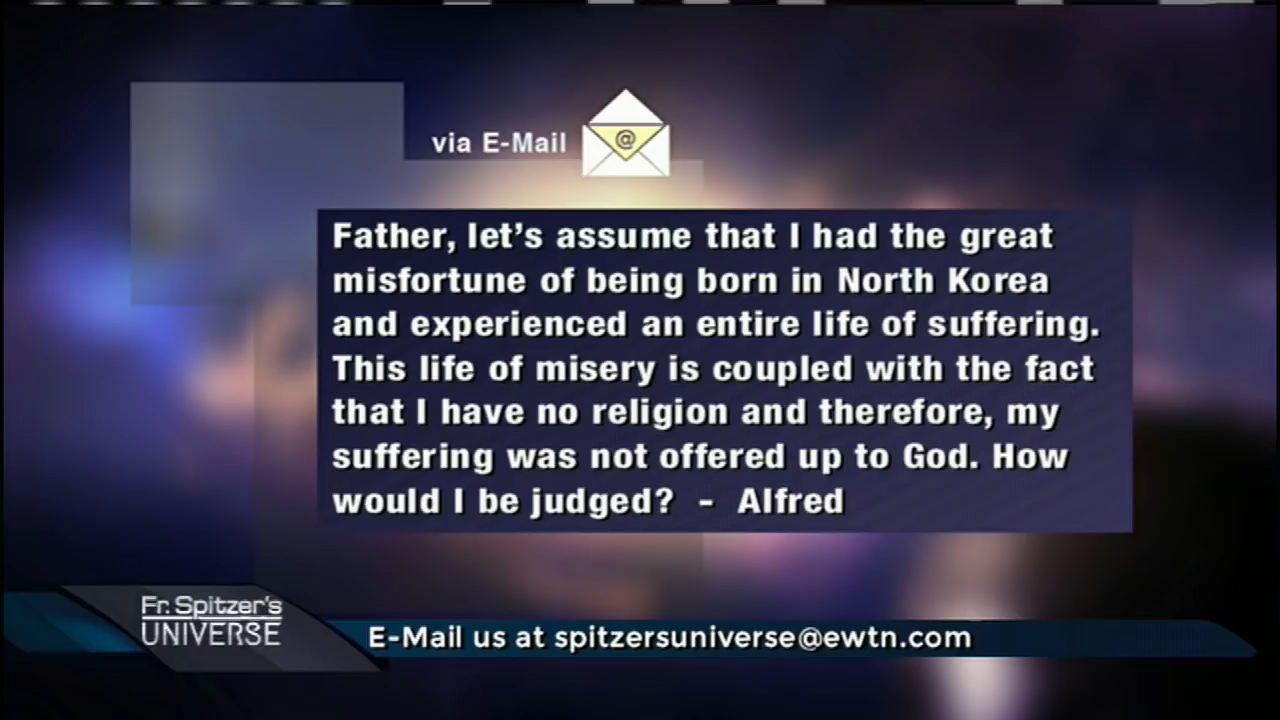 via E-Mail
@
Father, let's assume that I had the great
misfortune of being born in North Korea
and experienced an entire life of suffering.
This life of misery is coupled with the fact
that I have no religion and therefore, my
suffering was not offered up to God. How
would I be judged? - Alfred
Fr. Spitzer's
UNIVERSE
E-Mail us at spitzersuniverse@ewtn.com